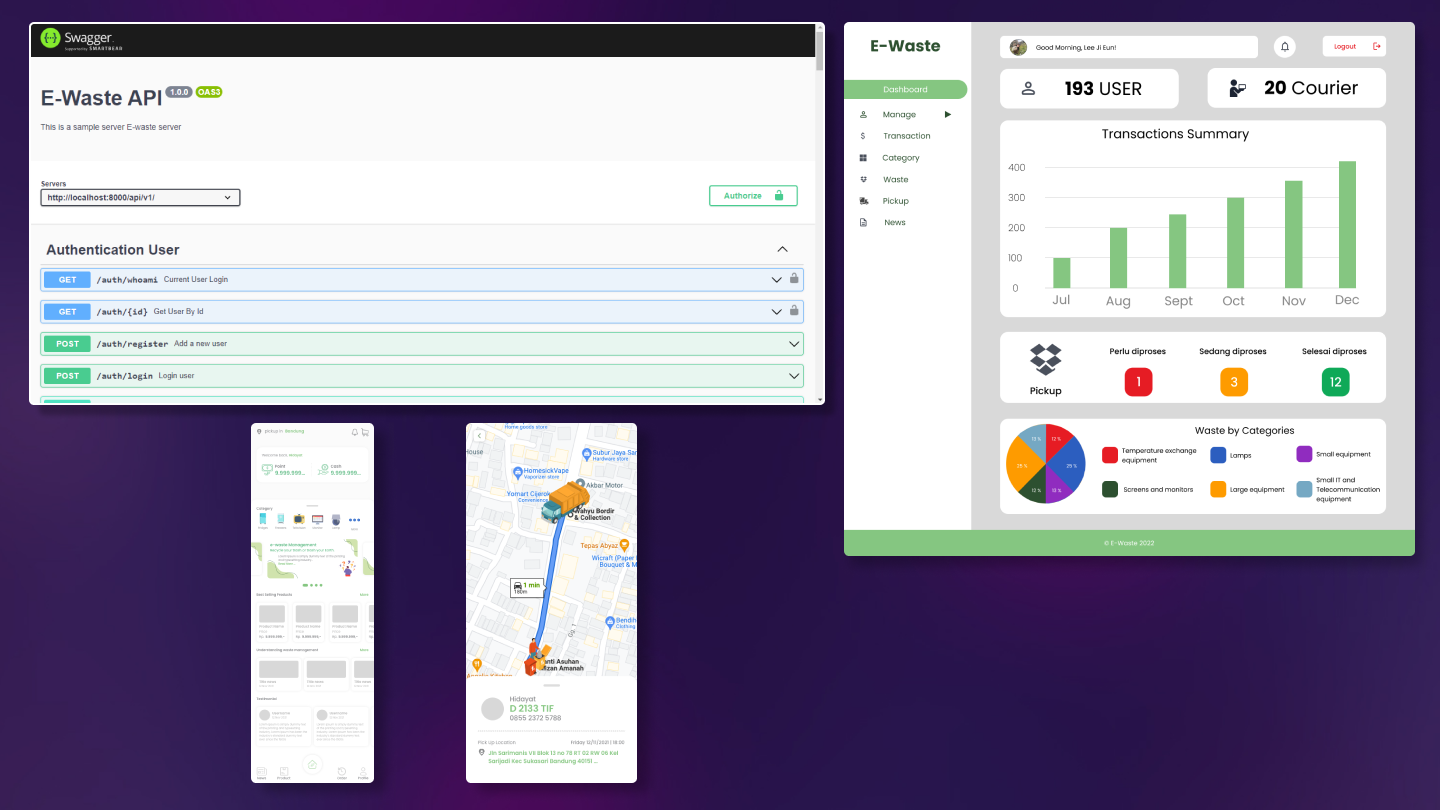 Swagger.
Supported by SMARTBEAR
E-Waste API 1.0.0 OAS3
This is a sample server E-waste server
Servers
http://localhost:8000/api/v1/
Authorize
Authentication User
GET /auth/whoami Current User Login
GET /auth/{id} Get User By Id
POST /auth/register Add a new user
POST /auth/login Login user
E-Waste
Dashboard
Manage
Transaction
Category
Waste
Pickup
News
Good Morning, Lee Ji Eun!
Logout
193 USER
20 Courier
Transactions Summary
400
300
200
100
0
Jul Aug Sept Oct Nov Dec
Pickup
Perlu diproses Sedang diproses Selesai diproses
1 3 12
Waste by Categories
12 %
12 %
25 %
25 %
12 %
Temperature exchange
equipment
Lamps
Small equipment
Screens and monitors
Large equipment
Small IT and
Telecommunication
equipment
© E-Waste 2022
pickup in Bandung
Point
9.999.999
Cash
9.999.999
Category
e-waste Management
Best Selling Products
More
Understanding waste management
More
Testimonies
News
Product
Order
Profile
Home goods store
House
Subur Jaya Sar
Hardware store
HomesickVape
Vaporizer store
Akbar Motor
Yomart Cijerok
Convenience
Wahyu Bordir
& Collection
Tepas Abyaz
Wicraft (Paper
Bouquet & M
1 min
180m
Bendih
Clothing
Gg. 1
anti Asuhan
Izan Amanah
Hidayat
D 2133 TIF
0855 2372 5788
Pick up Location
Friday 12/11/2021 | 18:30
Jln Sarimanis VII Blok 13 no 78 RT 02 RW 06 Kel
Sarijadi Kec Sukasari Bandung 40151 ...